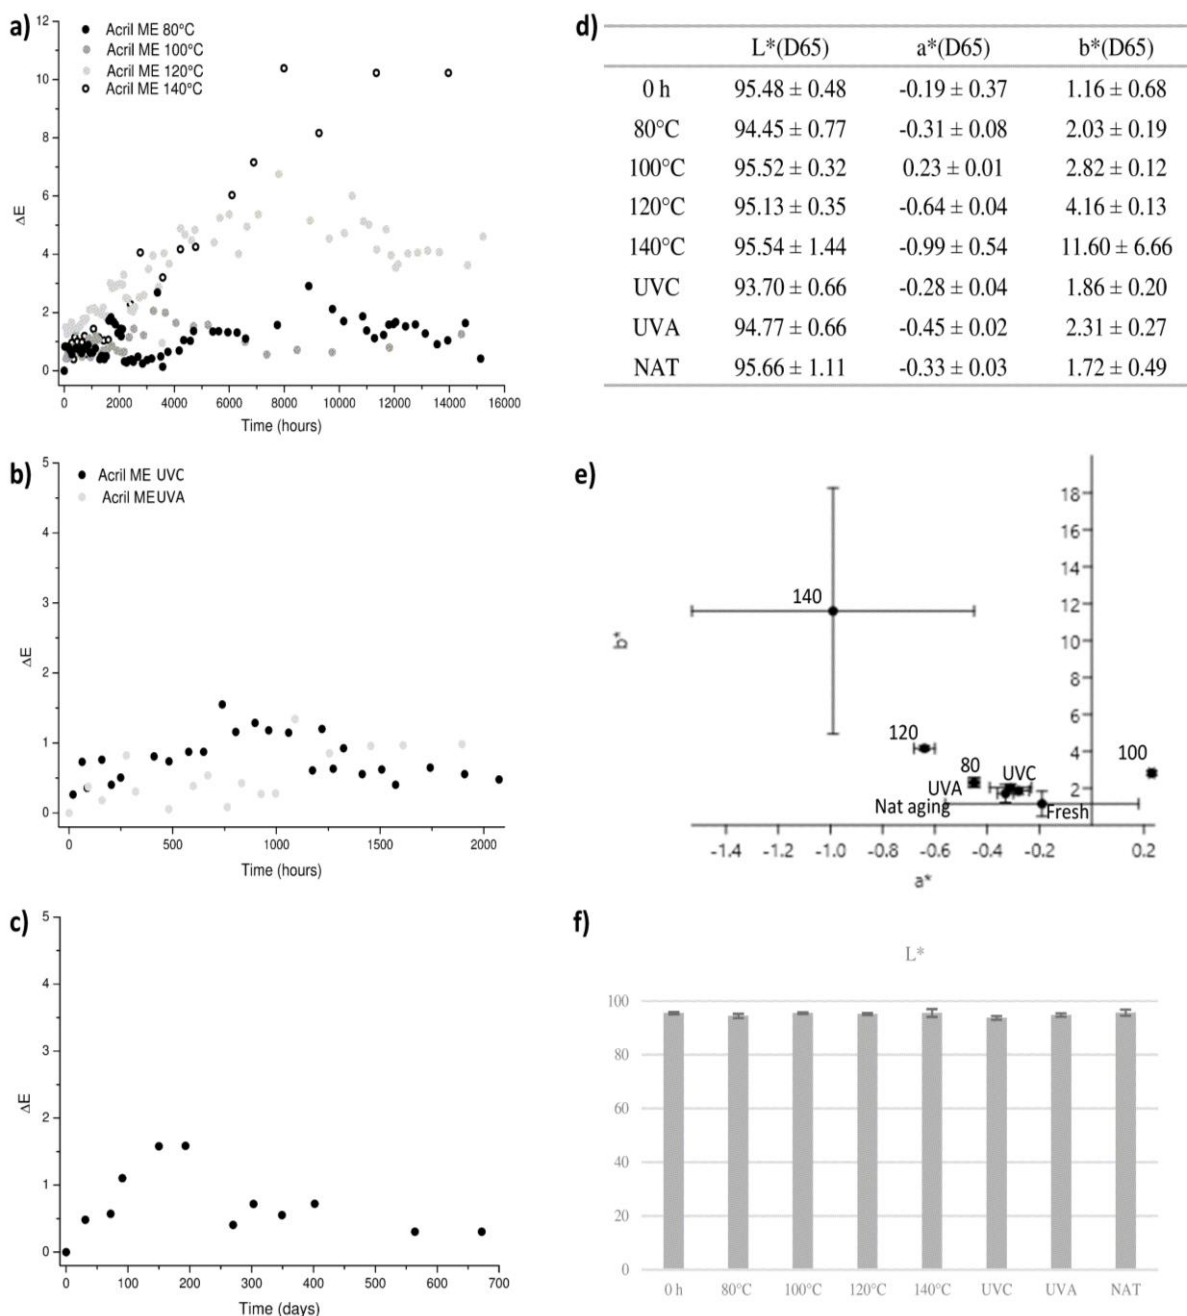 a)
12
10
8
6
4
2
0
ΔE
Acril ME 80°C
Acril ME 100°C
Acril ME 120°C
Acril ME 140°C
0 2000 4000 6000 8000 10000 12000 14000 16000
Time (hours)
b)
5
4
3
2
1
0
ΔE
Acril ME UVC
Acril MEUVA
0 500 1000 1500 2000
Time (hours)
c)
5
4
3
2
1
0
ΔE
0 100 200 300 400 500 600 700
Time (days)
d)
L*(D65) a*(D65) b*(D65)
0 h 95.48 ± 0.48 -0.19 ± 0.37 1.16 ± 0.68
80°C 94.45 ± 0.77 -0.31 ± 0.08 2.03 ± 0.19
100°C 95.52 ± 0.32 0.23 ± 0.01 2.82 ± 0.12
120°C 95.13 ± 0.35 -0.64 ± 0.04 4.16 ± 0.13
140°C 95.54 ± 1.44 -0.99 ± 0.54 11.60 ± 6.66
UVC 93.70 ± 0.66 -0.28 ± 0.04 1.86 ± 0.20
UVA 94.77 ± 0.66 -0.45 ± 0.02 2.31 ± 0.27
NAT 95.66 ± 1.11 -0.33 ± 0.03 1.72 ± 0.49
e)
18
16
14
12
10
8
6
4
2
b*
140
120
100
80
UVC
UVA
Nat aging
Fresh
-1.4 -1.2 -1.0 -0.8 -0.6 -0.4 -0.2 0.2
a*
f)
L*
100
80
60
40
20
0
0 h 80°C 100°C 120°C 140°C UVC UVA NAT